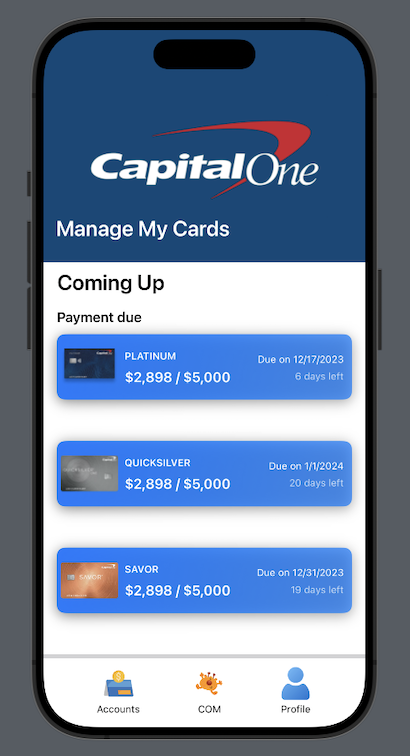 CapitalOne
Manage My Cards
Coming Up
Payment due
PLATINUM
$2,898 / $5,000
Due on 12/17/2023
6 days left
QUICKSILVER
$2,898 / $5,000
Due on 1/1/2024
20 days left
SAVOR
SAVOR
$2,898 / $5,000
Due on 12/31/2023
19 days left
Accounts
COM
Profile